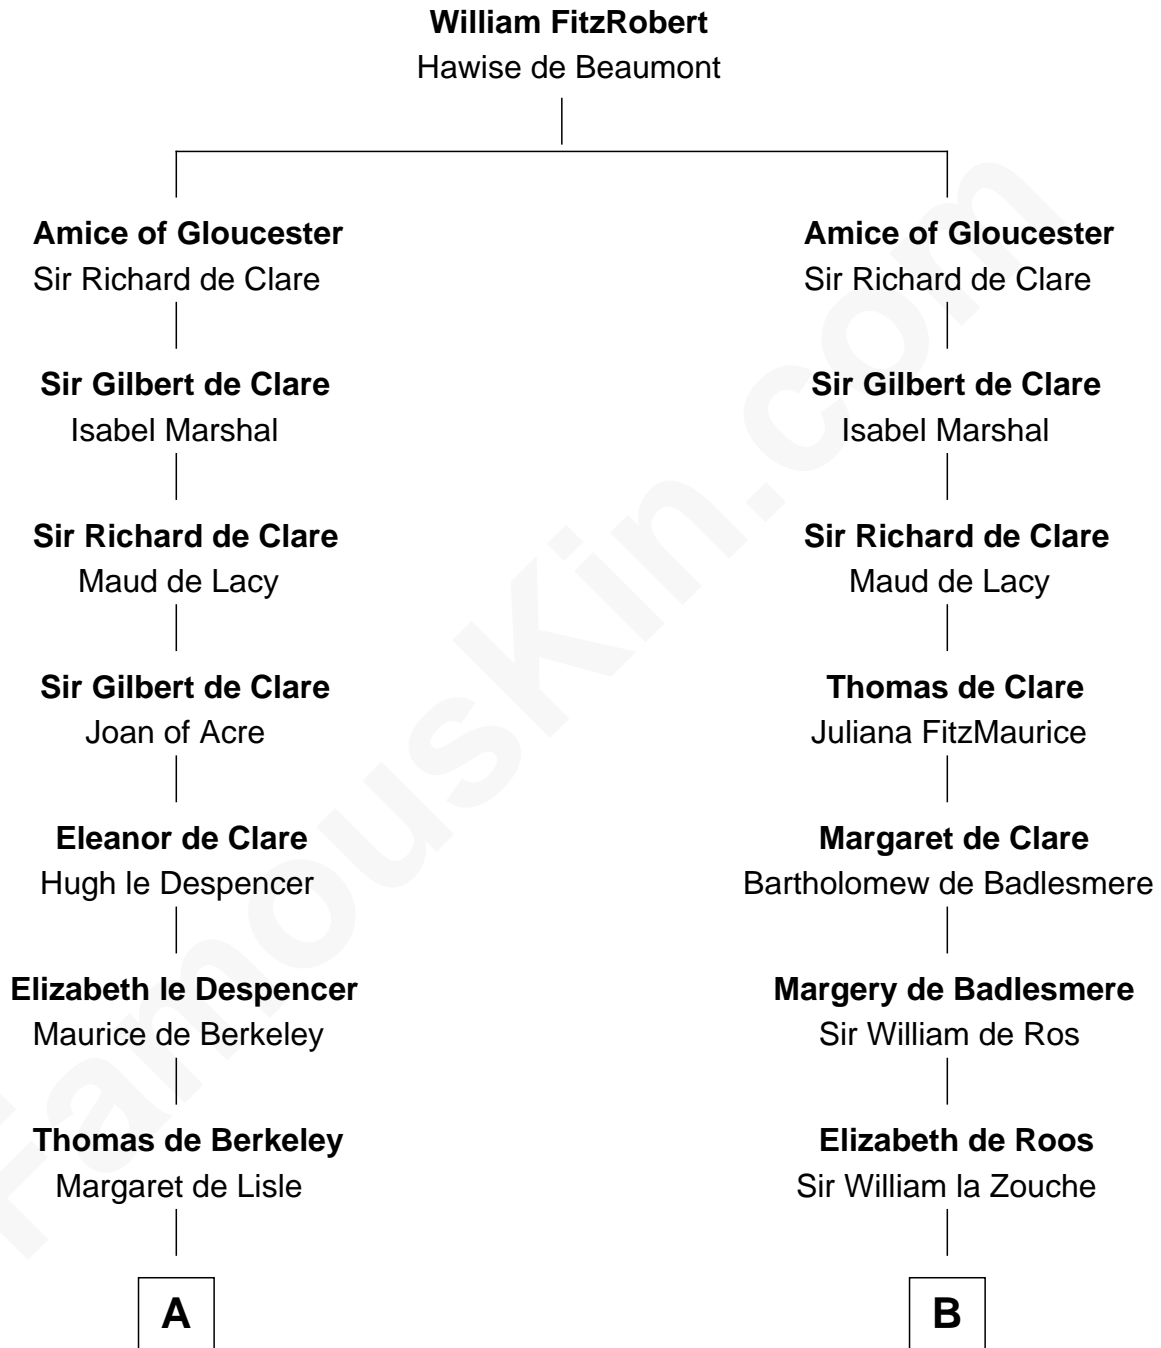 William FitzRobert
Hawise de Beaumont
Amice of Gloucester
Sir Richard de Clare
Sir Gilbert de Clare
Isabel Marshal
Sir Richard de Clare
Maud de Lacy
Sir Gilbert de Clare
Joan of Acre
Eleanor de Clare
Hugh le Despencer
Elizabeth le Despencer
Maurice de Berkeley
Thomas de Berkeley
Margaret de Lisle
A
Amice of Gloucester
Sir Richard de Clare
Sir Gilbert de Clare
Isabel Marshal
Sir Richard de Clare
Maud de Lacy
Thomas de Clare
Juliana FitzMaurice
Margaret de Clare
Bartholomew de Badlesmere
Margery de Badlesmere
Sir William de Ros
Elizabeth de Roos
Sir William la Zouche
B
FamousKin.com